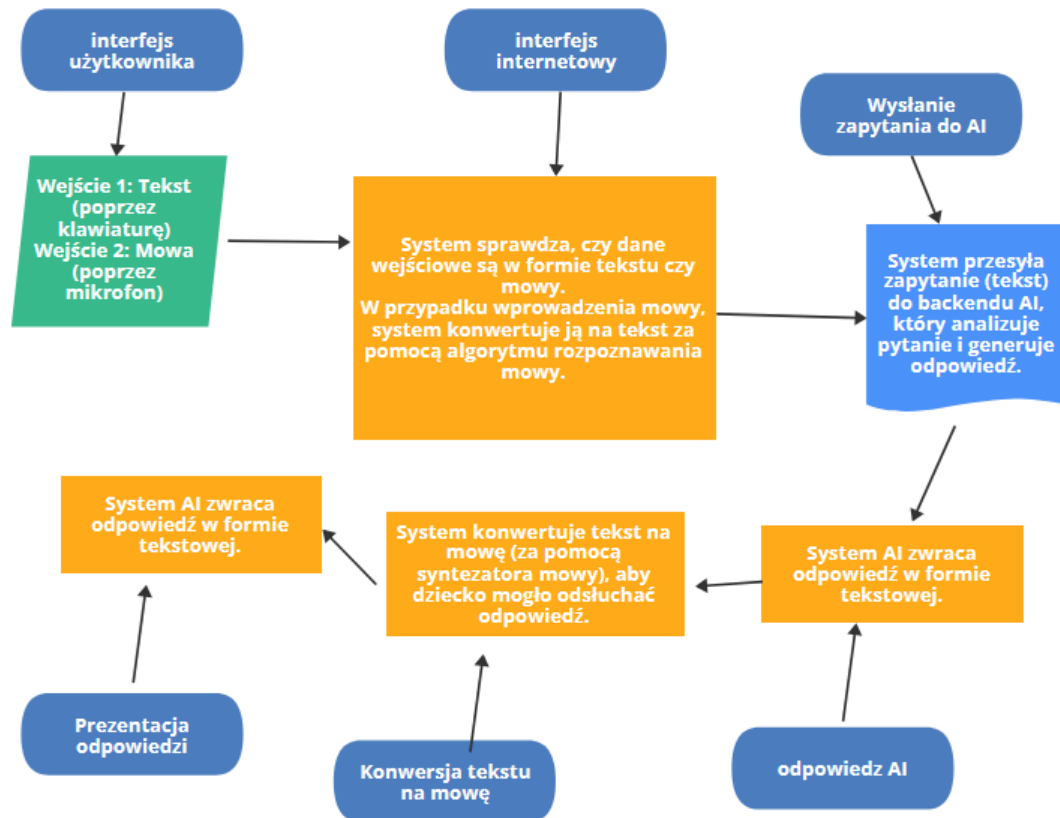 interfejs
użytkownika
interfejs
internetowy
Wysłanie
zapytania do AI
Wejście 1: Tekst
(poprzez
klawiaturę)
Wejście 2: Mowa
(poprzez
mikrofon)
System sprawdza, czy dane
wejściowe są w formie tekstu czy
mowy.
W przypadku wprowadzenia mowy,
system konwertuje ją na tekst za
pomocą algorytmu rozpoznawania
mowy.
System przesyła
zapytanie (tekst)
do backendu AI,
który analizuje
pytanie i generuje
odpowiedź.
System AI zwraca
odpowiedź w formie
tekstowej.
System konwertuje tekst na
mowę (za pomocą
syntezatora mowy), aby
dziecko mogło odsłuchać
odpowiedź.
System AI zwraca
odpowiedź w formie
tekstowej.
Prezentacja
odpowiedzi
Konwersja tekstu
na mowę
odpowiedz AI